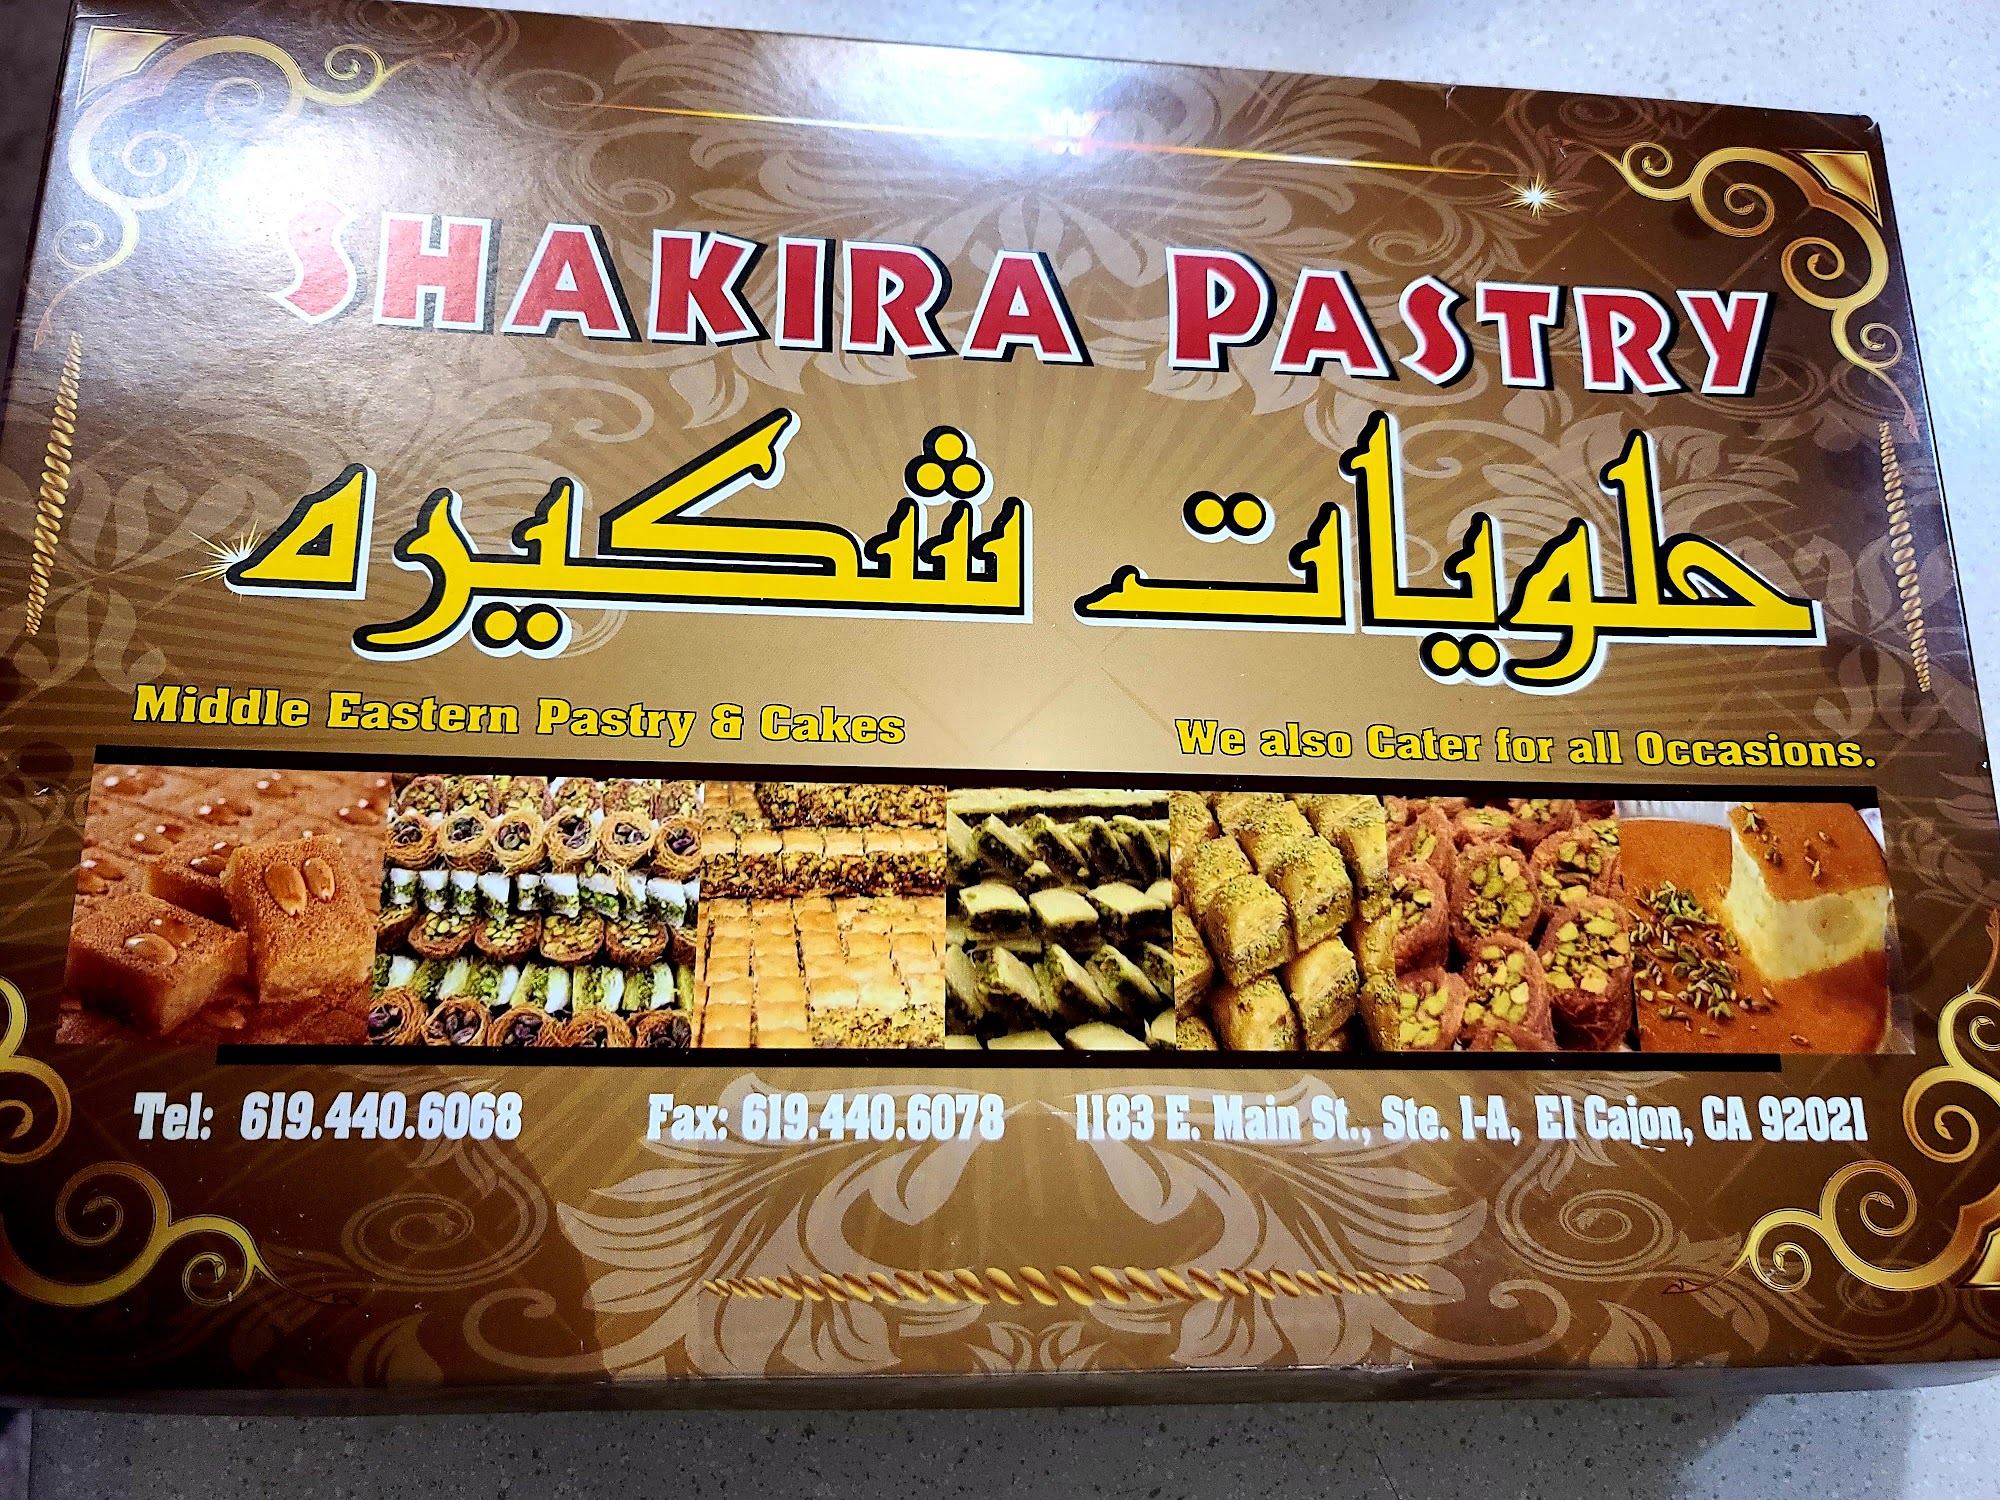 SHAKIRA PASTRY
حلويات شكيره
Middle Eastern Pastry & Cakes
We also Cater for all Occasions.
Tel: 619.440.6068
Fax: 619.440.6078
1183 E. Main St., Ste. 1-A, El Cajon, CA 92021